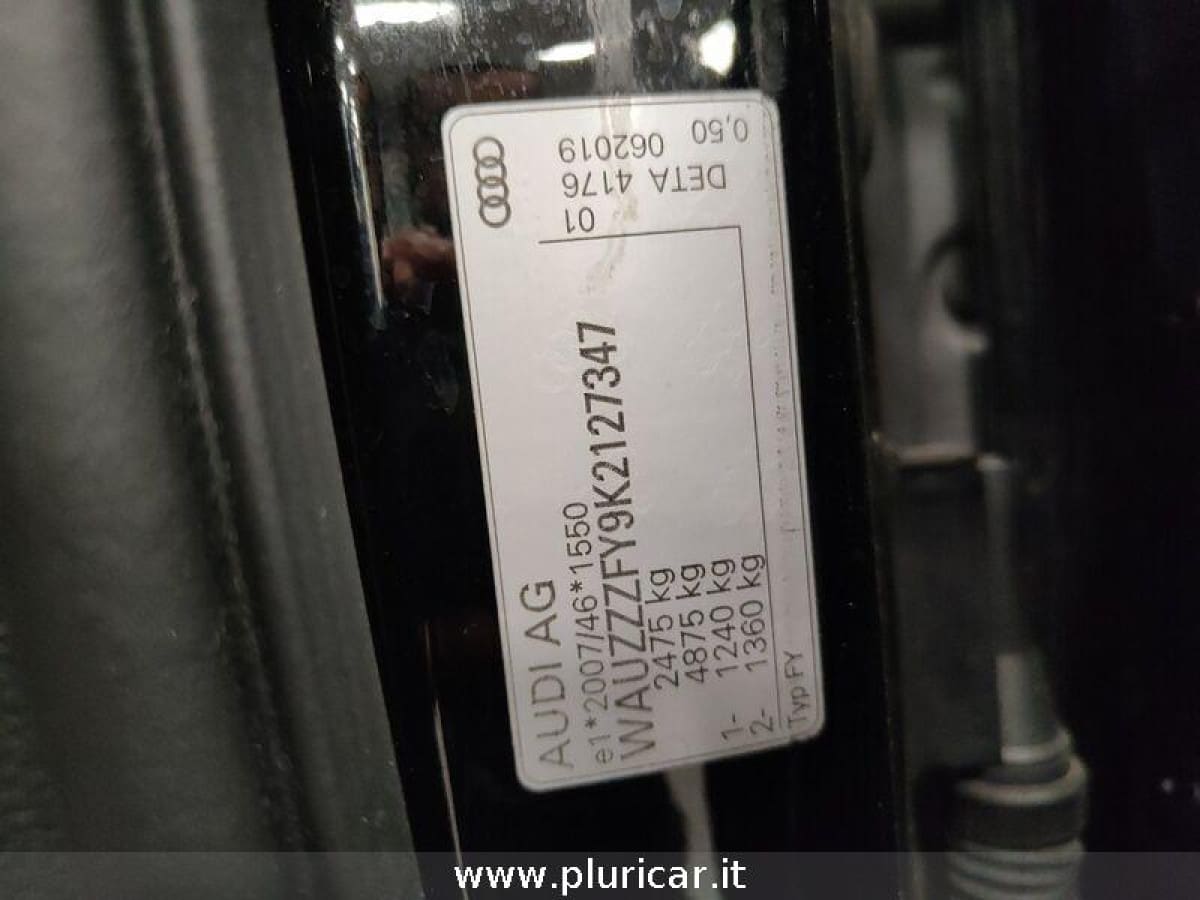 AUDI AG
e1*2007/46*1550
WAUZZZFY9K2127347
2475 kg
4875 kg
1- 1240 kg
2- 1360 kg
Typ FY
01
DETA 4176
062019 0,50
www.pluricar.it